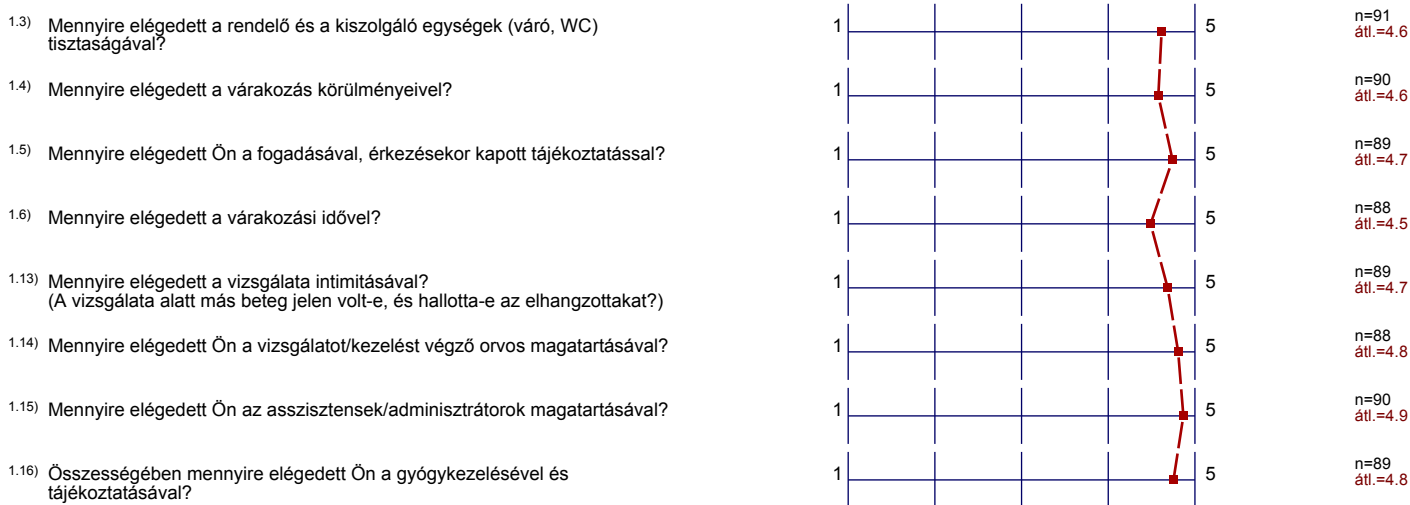 1.3) Mennyire elégedett a rendelő és a kiszolgáló egységek (váró, WC)
tisztaságával?
1 5
n=91
átl.=4.6
1.4) Mennyire elégedett a várakozás körülményeivel?
1 5
n=90
átl.=4.6
1.5) Mennyire elégedett Ön a fogadásával, érkezésekor kapott tájékoztatással?
1 5
n=89
átl.=4.7
1.6) Mennyire elégedett a várakozási idővel?
1 5
n=88
átl.=4.5
1.13) Mennyire elégedett a vizsgálata intimitásával?
(A vizsgálata alatt más beteg jelen volt-e, és hallotta-e az elhangzottakat?)
1 5
n=89
átl.=4.7
1.14) Mennyire elégedett Ön a vizsgálatot/kezelést végző orvos magatartásával?
1 5
n=88
átl.=4.8
1.15) Mennyire elégedett Ön az asszisztensek/adminisztrátorok magatartásával?
1 5
n=90
átl.=4.9
1.16) Összességében mennyire elégedett Ön a gyógykezelésével és
tájékoztatásával?
1 5
n=89
átl.=4.8